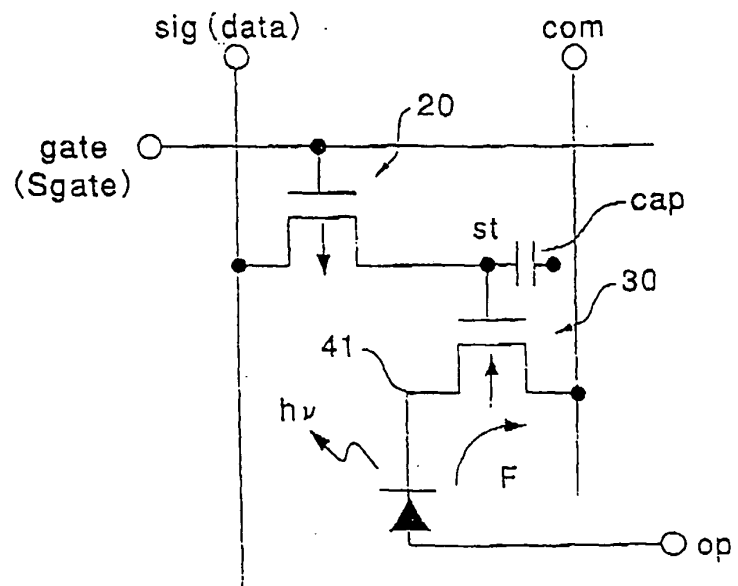 sig (data)
com
20
gate
(Sgate)
cap
st
30
41
hν
F
op